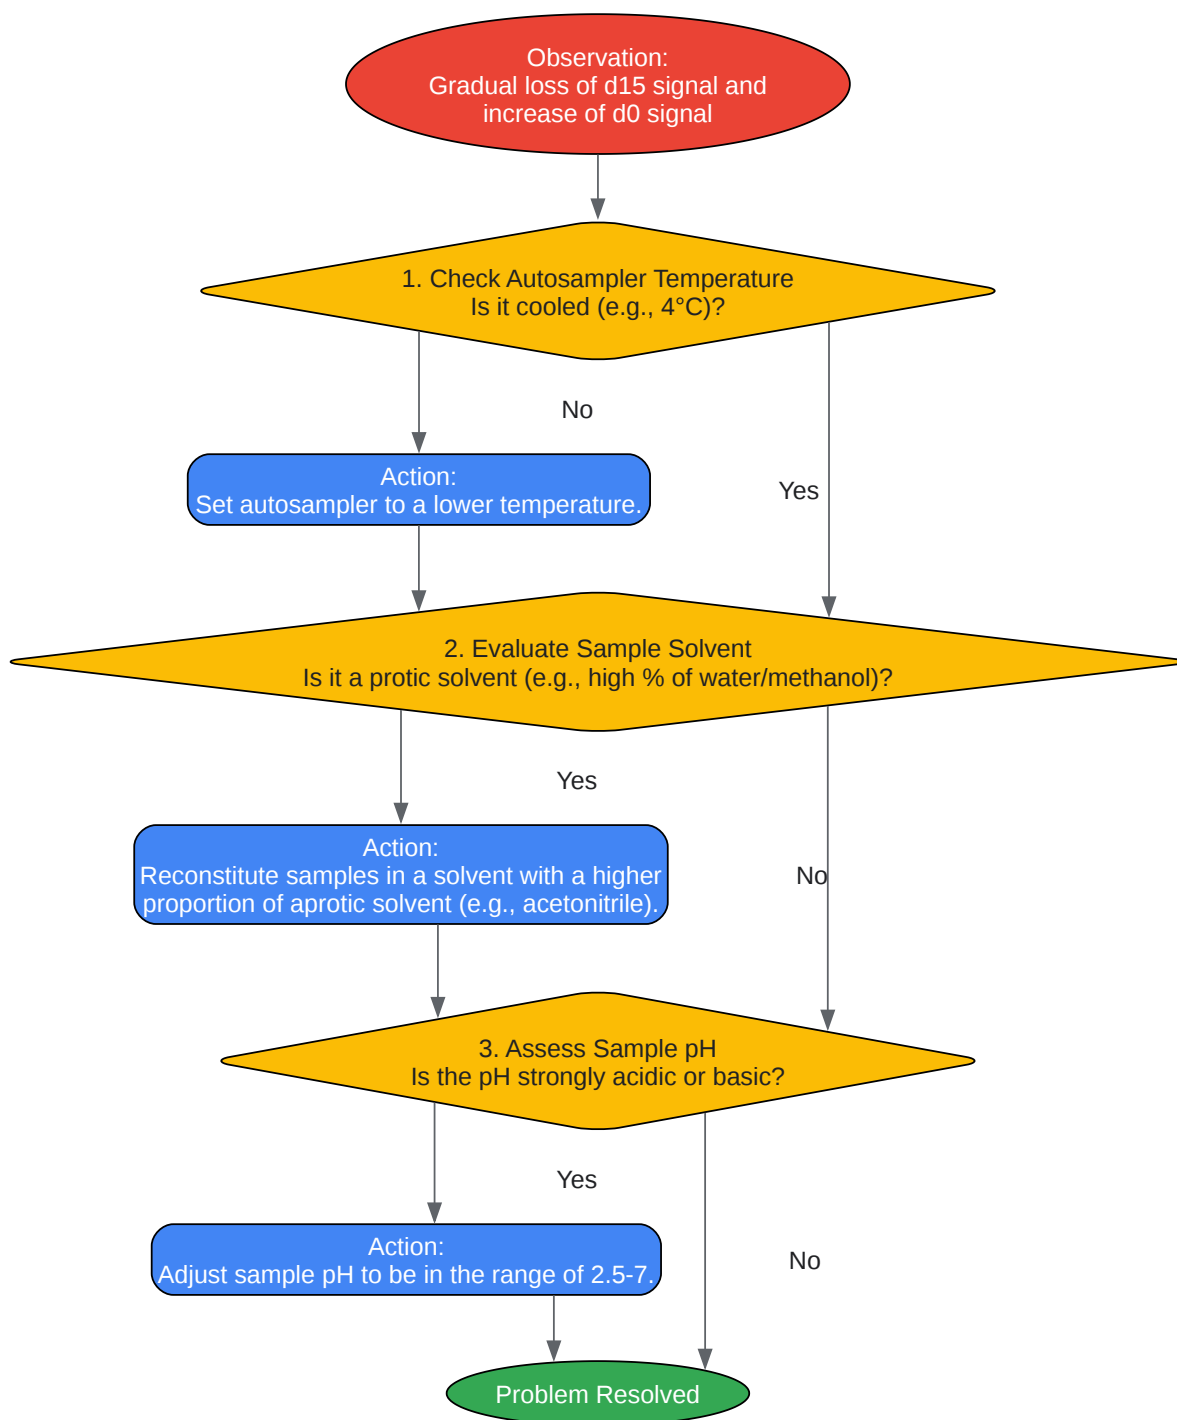 Observation:
Gradual loss of d15 signal and
increase of d0 signal
1. Check Autosampler Temperature
Is it cooled (e.g., 4°C)?
No
Action:
Set autosampler to a lower temperature.
Yes
2. Evaluate Sample Solvent
Is it a protic solvent (e.g., high % of water/methanol)?
Yes
Action:
Reconstitute samples in a solvent with a higher
proportion of aprotic solvent (e.g., acetonitrile).
No
3. Assess Sample pH
Is the pH strongly acidic or basic?
Yes
Action:
Adjust sample pH to be in the range of 2.5-7.
No
Problem Resolved